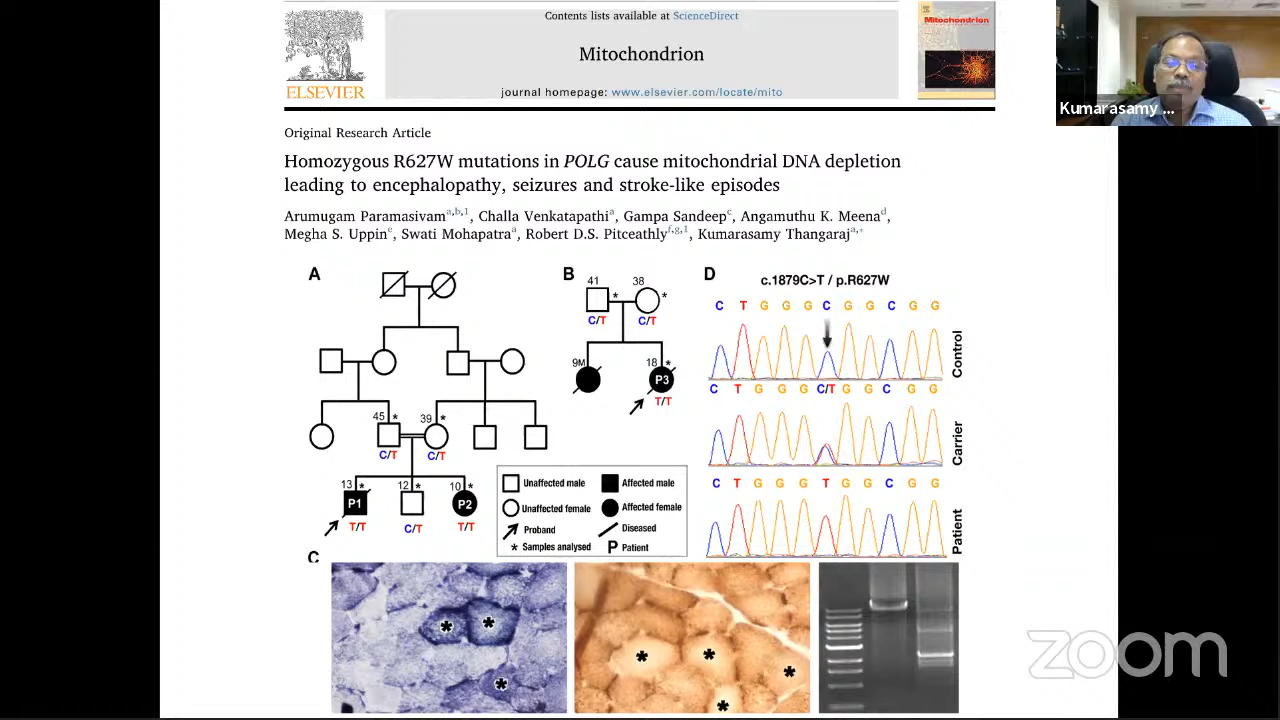 Contents lists available at ScienceDirect
Mitochondrion
journal homepage: www.elsevier.com/locate/mito
ELSEVIER
Mitochondrion
Kumarasamy ...
Original Research Article
Homozygous R627W mutations in POLG cause mitochondrial DNA depletion
leading to encephalopathy, seizures and stroke-like episodes
Arumugam Paramasivam a,b,1, Challa Venkatapathi a, Gampa Sandeep c, Angamuthu K. Meena d,
Megha S. Uppin e, Swati Mohapatra a, Robert D.S. Pitceathly f,g,1, Kumarasamy Thangaraj a,*
A
45 *
39 *
C/T
C/T
13 *
12 *
10 *
P1
P2
T/T
C/T
T/T
B
41
38
*
*
C/T
C/T
9M
18 *
P3
T/T
Unaffected male
Affected male
Unaffected female
Affected female
Proband
Diseased
* Samples analysed
P Patient
D
c.1879C>T / p.R627W
C T G G G C G G C G G
Control
C T G G G C/T G G C G G
Carrier
C T G G G T G G C G G
Patient
C
* * *
* * * *
zoom